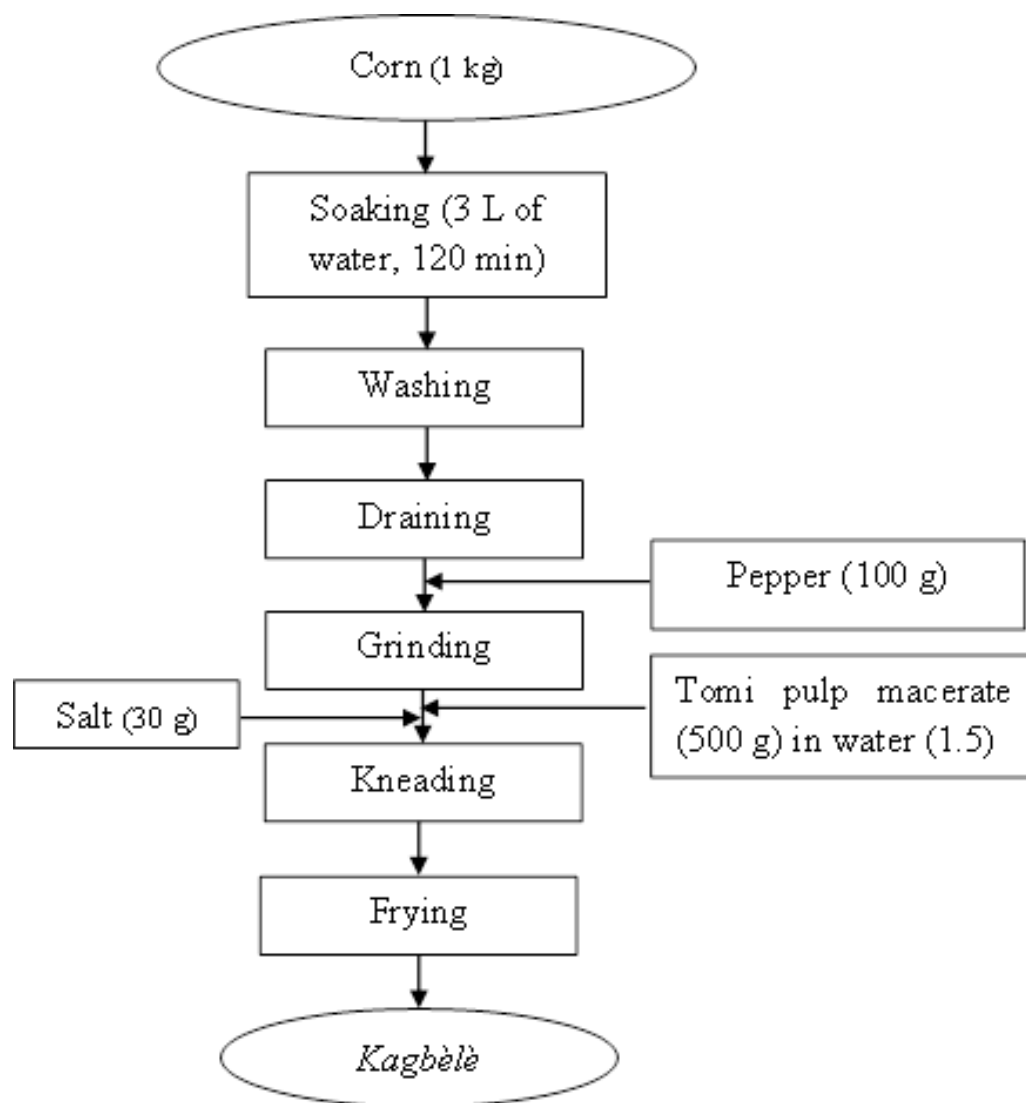 Corn (1 kg)
Soaking (3 L of
water, 120 min)
Washing
Draining
Pepper (100 g)
Grinding
Salt (30 g)
Tomi pulp macerate
(500 g) in water (1.5)
Kneading
Frying
Kagbèlè